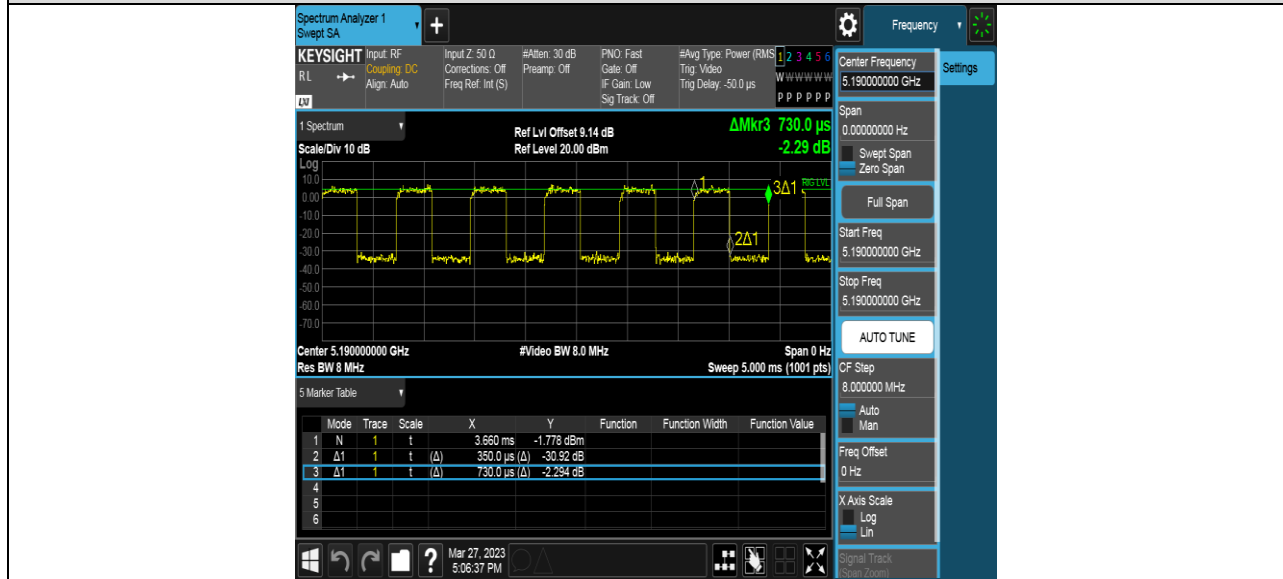 Spectrum Analyzer 1
Swept SA
+
Frequency
KEYSIGHT
RL
LXI
Input: RF
Coupling: DC
Align: Auto
Input Z: 50 Ω
Corrections: Off
Freq Ref: Int (S)
#Atten: 30 dB
Preamp: Off
PNO: Fast
Gate: Off
IF Gain: Low
Sig Track: Off
#Avg Type: Power (RMS
Trig: Video
Trig Delay: -50.0 µs
1 2 3 4 5 6
W W W W W W
P P P P P P
1 Spectrum
Scale/Div 10 dB
Ref Lvl Offset 9.14 dB
Ref Level 20.00 dBm
ΔMkr3 730.0 µs
-2.29 dB
Log
10.0
0.00
-10.0
-20.0
-30.0
-40.0
-50.0
-60.0
-70.0
1
3Δ1
2Δ1
Center 5.190000000 GHz
#Video BW 8.0 MHz
Span 0 Hz
Res BW 8 MHz
Sweep 5.000 ms (1001 pts)
5 Marker Table
Mode Trace Scale X Y Function Function Width Function Value
1 N 1 t 3.660 ms -1.778 dBm
2 Δ1 1 t (Δ) 350.0 µs (Δ) -30.92 dB
3 Δ1 1 t (Δ) 730.0 µs (Δ) -2.294 dB
4
5
6
?
Mar 27, 2023
5:06:37 PM
Center Frequency
5.190000000 GHz
Settings
Span
0.00000000 Hz
Swept Span
Zero Span
Full Span
Start Freq
5.190000000 GHz
Stop Freq
5.190000000 GHz
AUTO TUNE
CF Step
8.000000 MHz
Auto
Man
Freq Offset
0 Hz
X Axis Scale
Log
Lin
Signal Track
(Span Zoom)